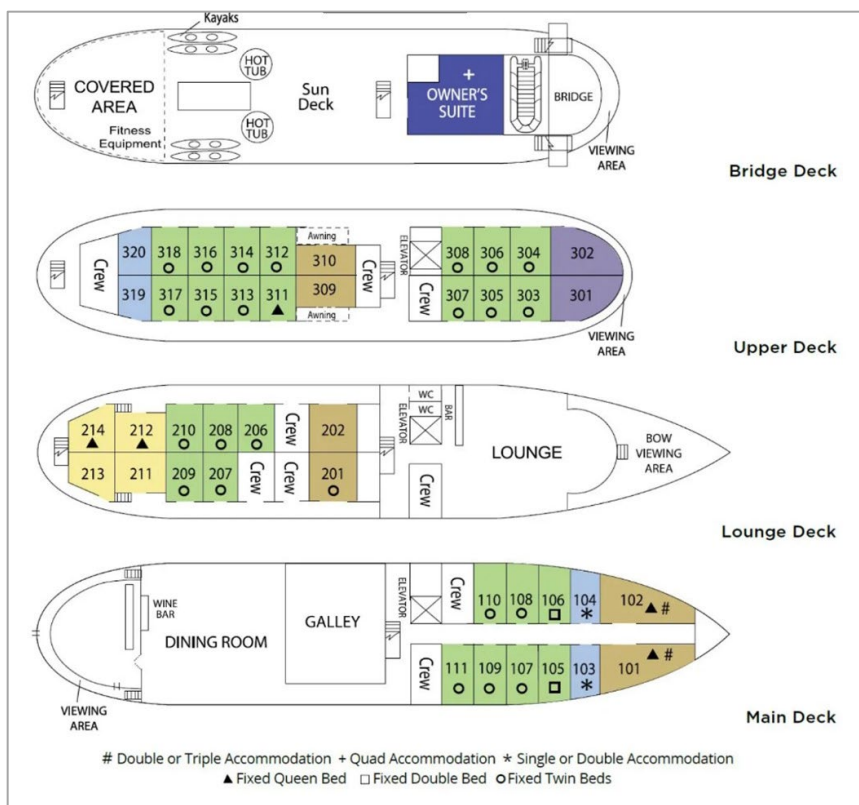 Kayaks
COVERED
AREA
Fitness
Equipment
HOT
TUB
HOT
TUB
Sun
Deck
+
OWNER'S
SUITE
BRIDGE
VIEWING
AREA
Bridge Deck
Crew
320
318
316
314
312
Awning
310
Crew
ELEVATOR
308
306
304
302
319
317
315
313
311
309
Awning
Crew
307
305
303
301
VIEWING
AREA
Upper Deck
214
212
210
208
206
Crew
202
213
211
209
207
Crew
Crew
201
WC
WC
ELEVATOR
BAR
Crew
LOUNGE
BOW
VIEWING
AREA
Lounge Deck
WINE
BAR
DINING ROOM
GALLEY
ELEVATOR
Crew
110
108
106
104
*
102
#
Crew
111
109
107
105
103
*
101
#
VIEWING
AREA
Main Deck
# Double or Triple Accommodation + Quad Accommodation * Single or Double Accommodation
▲ Fixed Queen Bed □ Fixed Double Bed O Fixed Twin Beds